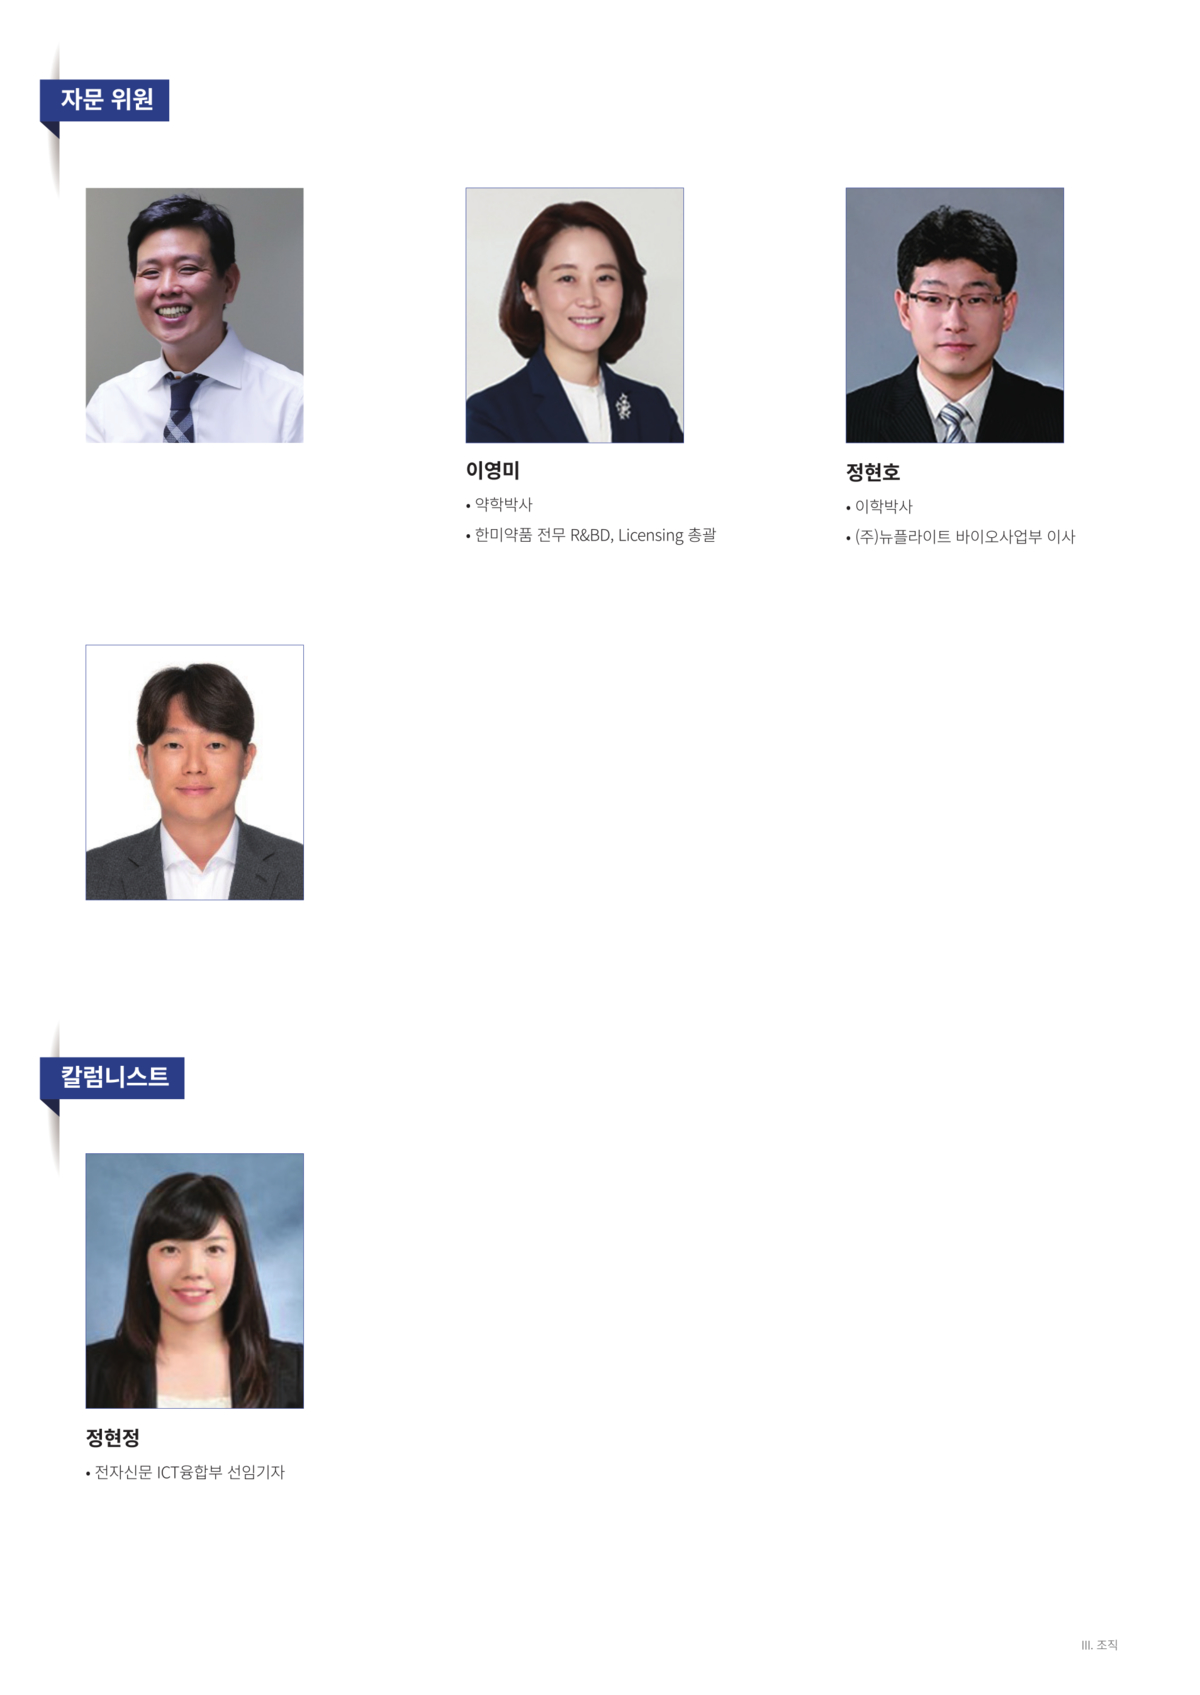 자문 위원
이영미
• 약학박사
• 한미약품 전무 R&BD, Licensing 총괄
정현호
• 이학박사
• (주)뉴플라이트 바이오사업부 이사
칼럼니스트
정현정
• 전자신문 ICT융합부 선임기자
III. 조직